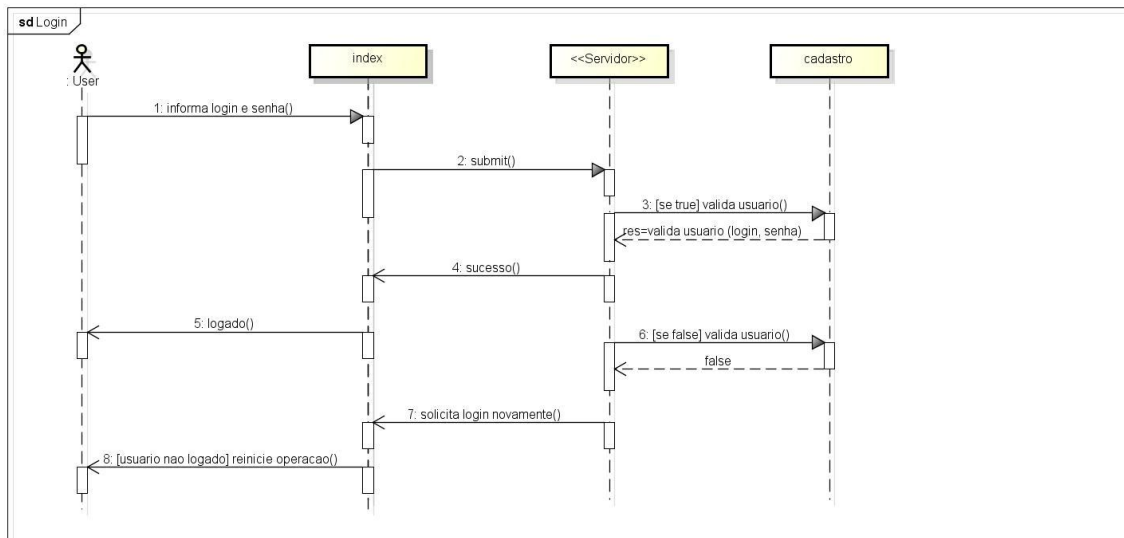 sd Login
: User
index
<<Servidor>>
cadastro
1: informa login e senha()
2: submit()
3: [se true] valida usuario()
res=valida usuario (login, senha)
4: sucesso()
5: logado()
6: [se false] valida usuario()
false
7: solicita login novamente()
8: [usuario nao logado] reinicie operacao()